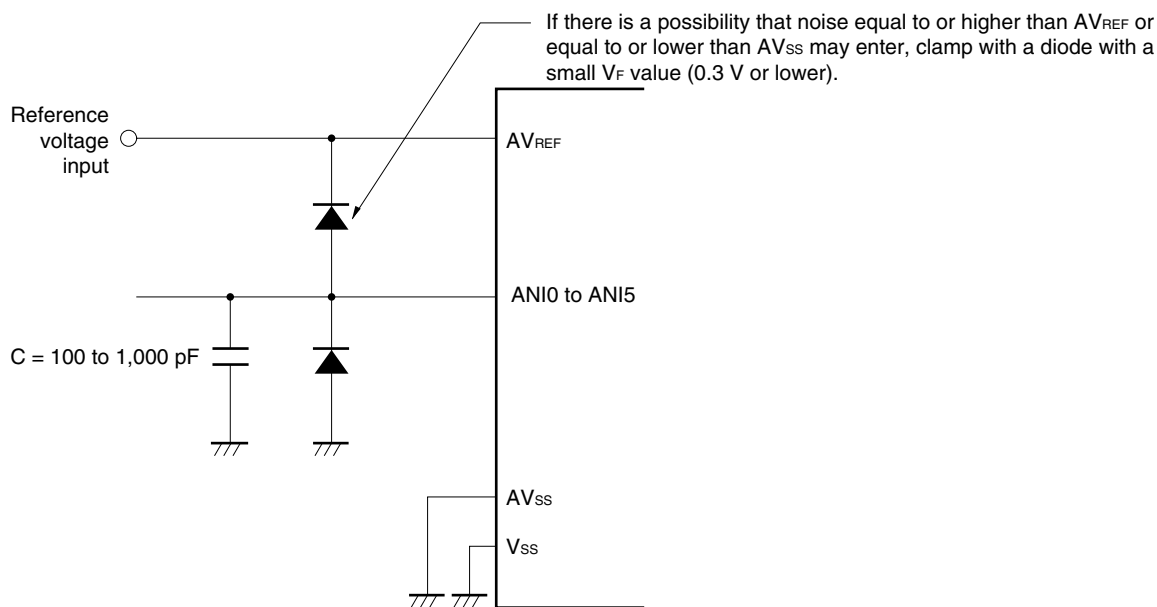 If there is a possibility that noise equal to or higher than AVREF or
equal to or lower than AVSS may enter, clamp with a diode with a
small VF value (0.3 V or lower).
Reference
voltage
input
AVREF
ANI0 to ANI5
C = 100 to 1,000 pF
AVSS
VSS